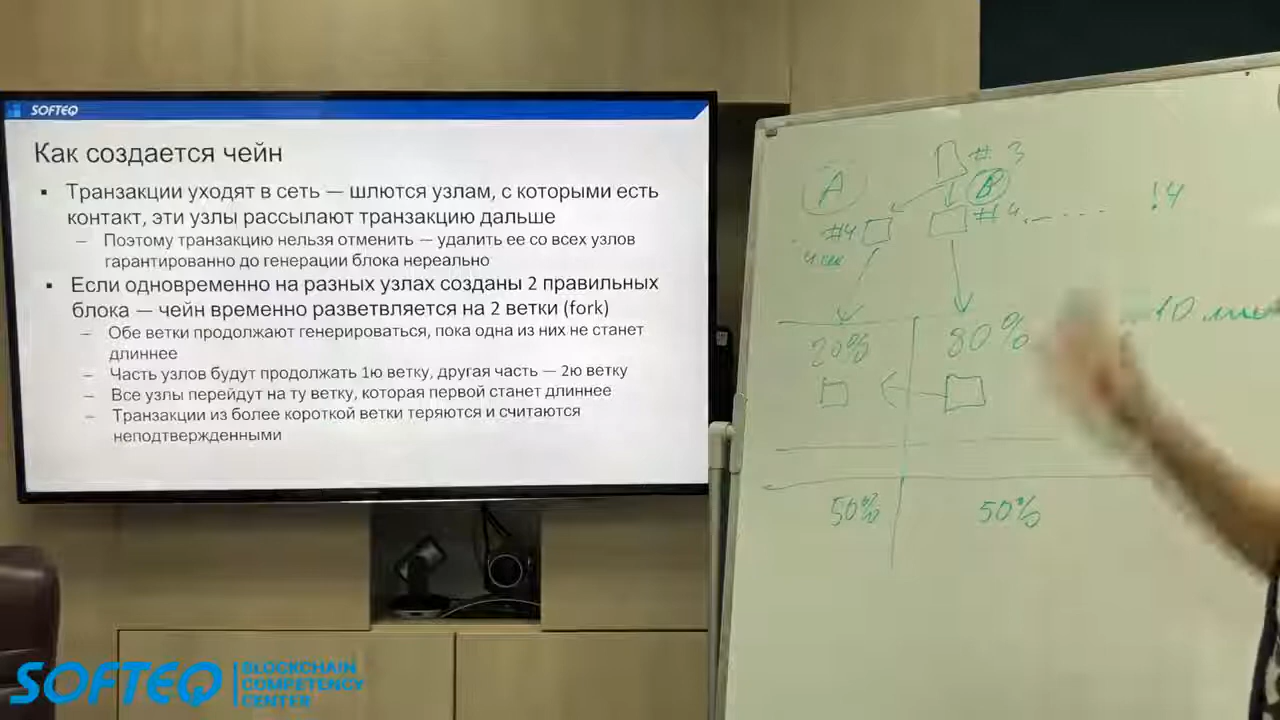 SOFTEQ
Как создается чейн
▪ Транзакции уходят в сеть — шлются узлам, с которыми есть
контакт, эти узлы рассылают транзакцию дальше
– Поэтому транзакцию нельзя отменить — удалить ее со всех узлов
гарантированно до генерации блока нереально
▪ Если одновременно на разных узлах созданы 2 правильных
блока — чейн временно разветвляется на 2 ветки (fork)
– Обе ветки продолжают генерироваться, пока одна из них не станет
длиннее
– Часть узлов будут продолжать 1ю ветку, другая часть — 2ю ветку
– Все узлы перейдут на ту ветку, которая первой станет длиннее
– Транзакции из более короткой ветки теряются и считаются
неподтвержденными
# 3
A
B
!4
#4
#4
10
20%
80%
50%
50%
SOFTEQ
BLOCKCHAIN
COMPETENCY
CENTER